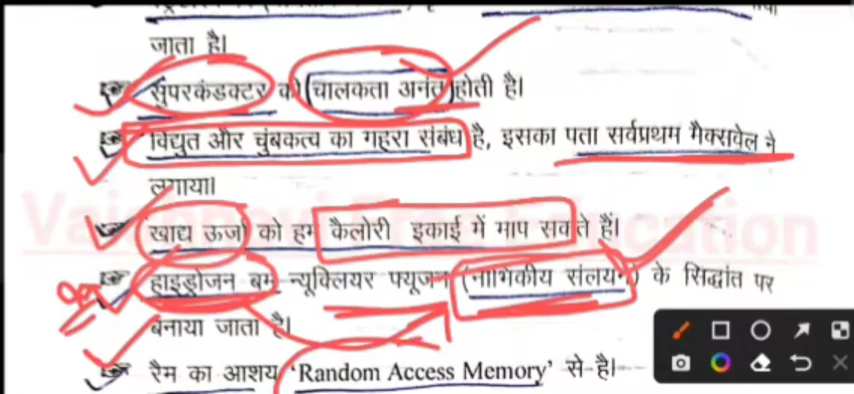 जाता है।
सुपरकंडक्टर की (चालकता अनंत) होती है।
विद्युत और चुंबकत्व का गहरा संबंध है, इसका पता सर्वप्रथम मैक्सवेल ने
लगाया।
खाद्य ऊर्जा को हम कैलोरी इकाई में माप सकते हैं।
हाइड्रोजन बम न्यूक्लियर फ्यूजन (नाभिकीय संलयन) के सिद्धांत पर
बनाया जाता है।
रैम का आशय 'Random Access Memory' से है।